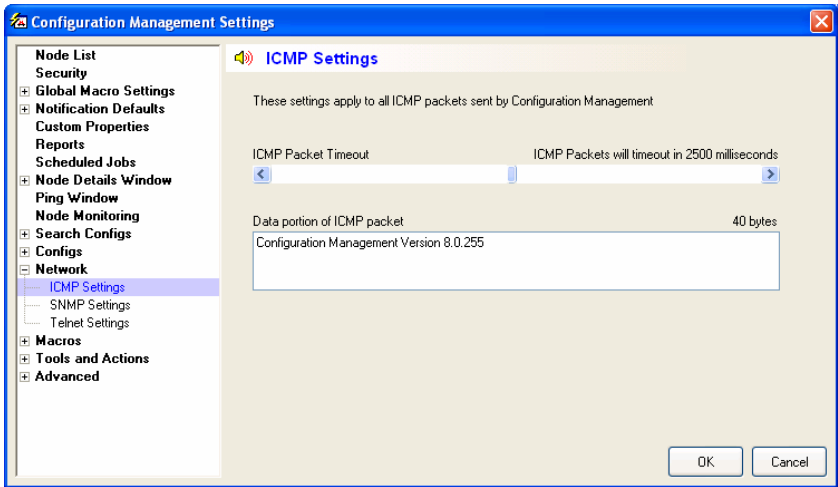 Configuration Management Settings
Node List
Security
Global Macro Settings
Notification Defaults
Custom Properties
Reports
Scheduled Jobs
Node Details Window
Ping Window
Node Monitoring
Search Configs
Configs
Network
ICMP Settings
SNMP Settings
Telnet Settings
Macros
Tools and Actions
Advanced
ICMP Settings
These settings apply to all ICMP packets sent by Configuration Management
ICMP Packet Timeout ICMP Packets will timeout in 2500 milliseconds
Data portion of ICMP packet 40 bytes
Configuration Management Version 8.0.255
OK Cancel